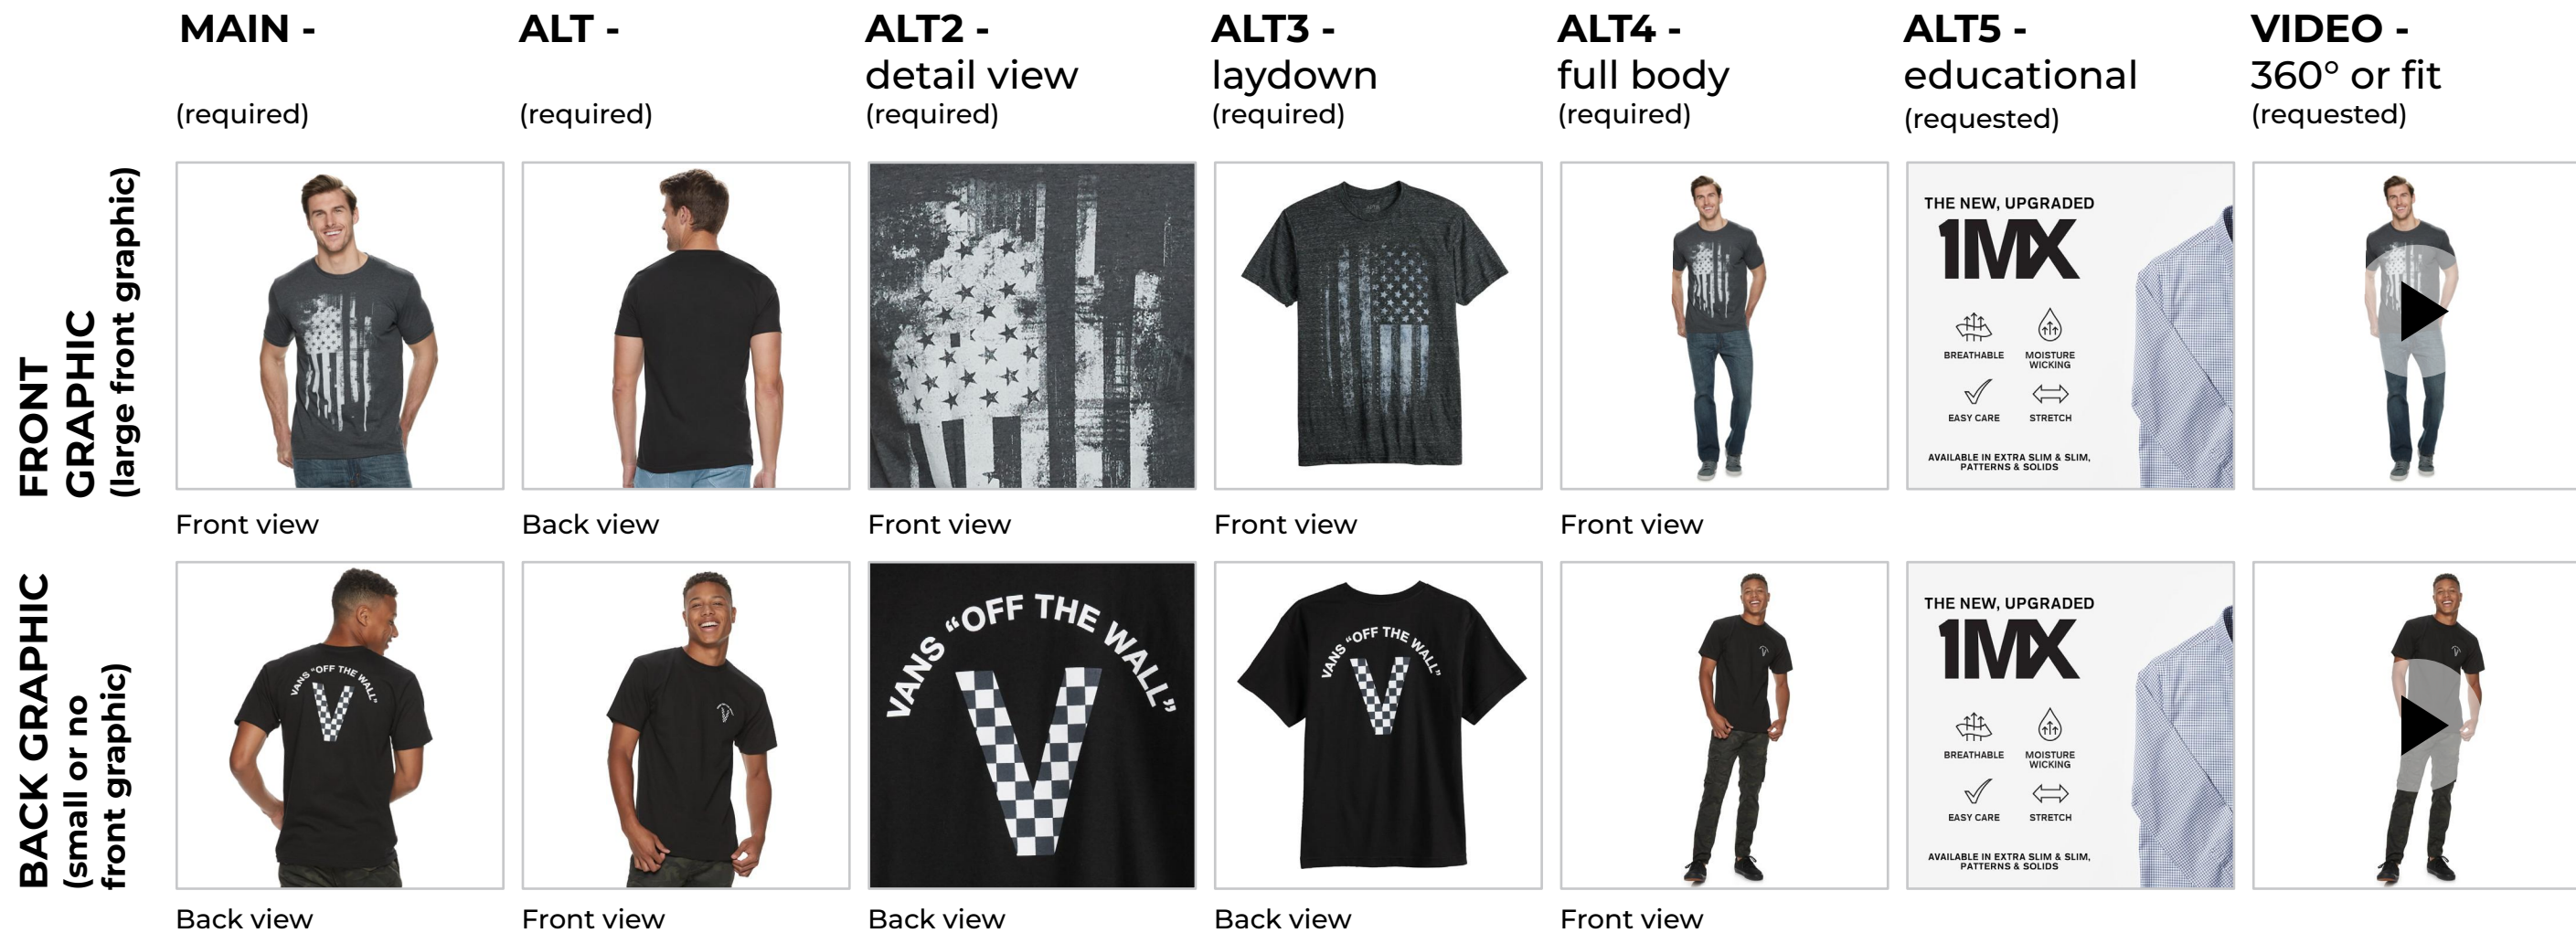 MAIN -
(required)
ALT -
(required)
ALT2 -
detail view
(required)
ALT3 -
laydown
(required)
ALT4 -
full body
(required)
ALT5 -
educational
(requested)
VIDEO -
360° or fit
(requested)
FRONT
GRAPHIC
(large front graphic)
THE NEW, UPGRADED
1MX
BREATHABLE
MOISTURE
WICKING
EASY CARE
STRETCH
AVAILABLE IN EXTRA SLIM & SLIM,
PATTERNS & SOLIDS
Front view
Back view
Front view
Front view
Front view
BACK GRAPHIC
(small or no
front graphic)
VANS "OFF THE WALL"
V
VANS “OFF THE WALL”
V
VANS "OFF THE WALL"
V
THE NEW, UPGRADED
1MX
BREATHABLE
MOISTURE
WICKING
EASY CARE
STRETCH
AVAILABLE IN EXTRA SLIM & SLIM,
PATTERNS & SOLIDS
Back view
Front view
Back view
Back view
Front view